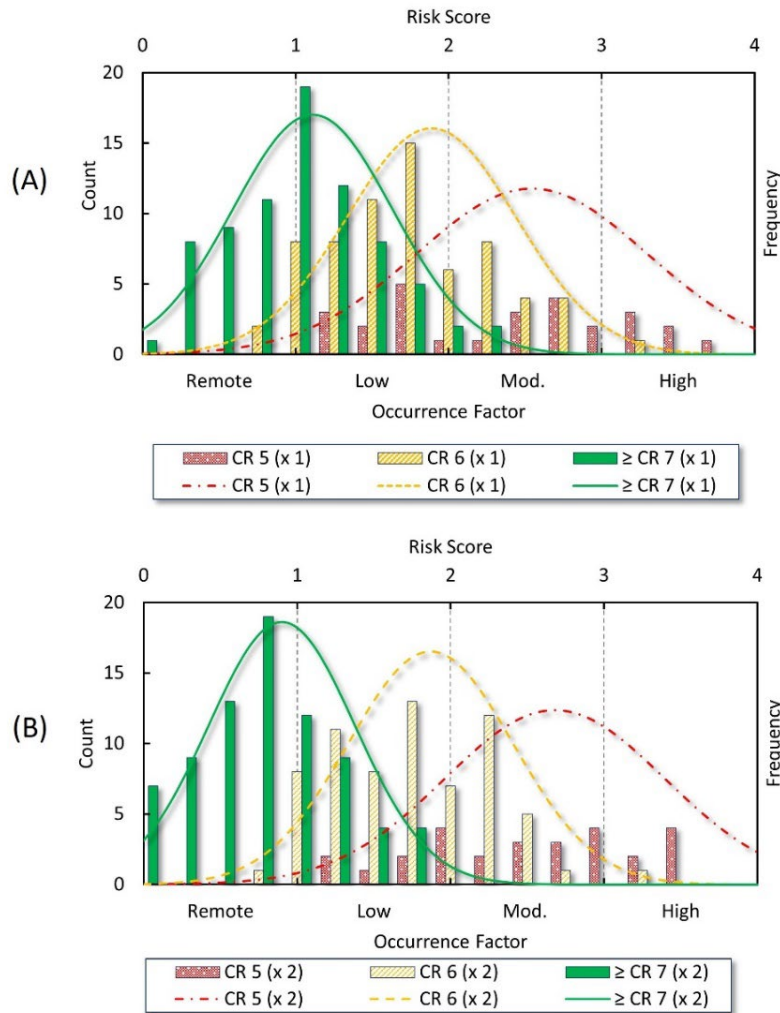 Risk Score
0 1 2 3 4
20
15
10
5
0
(A)
Count
Frequency
Remote Low Mod. High
Occurrence Factor
CR 5 (x 1) CR 6 (x 1) ≥ CR 7 (x 1)
CR 5 (x 1) CR 6 (x 1) ≥ CR 7 (x 1)
Risk Score
0 1 2 3 4
20
15
10
5
0
(B)
Count
Frequency
Remote Low Mod. High
Occurrence Factor
CR 5 (x 2) CR 6 (x 2) ≥ CR 7 (x 2)
CR 5 (x 2) CR 6 (x 2) ≥ CR 7 (x 2)